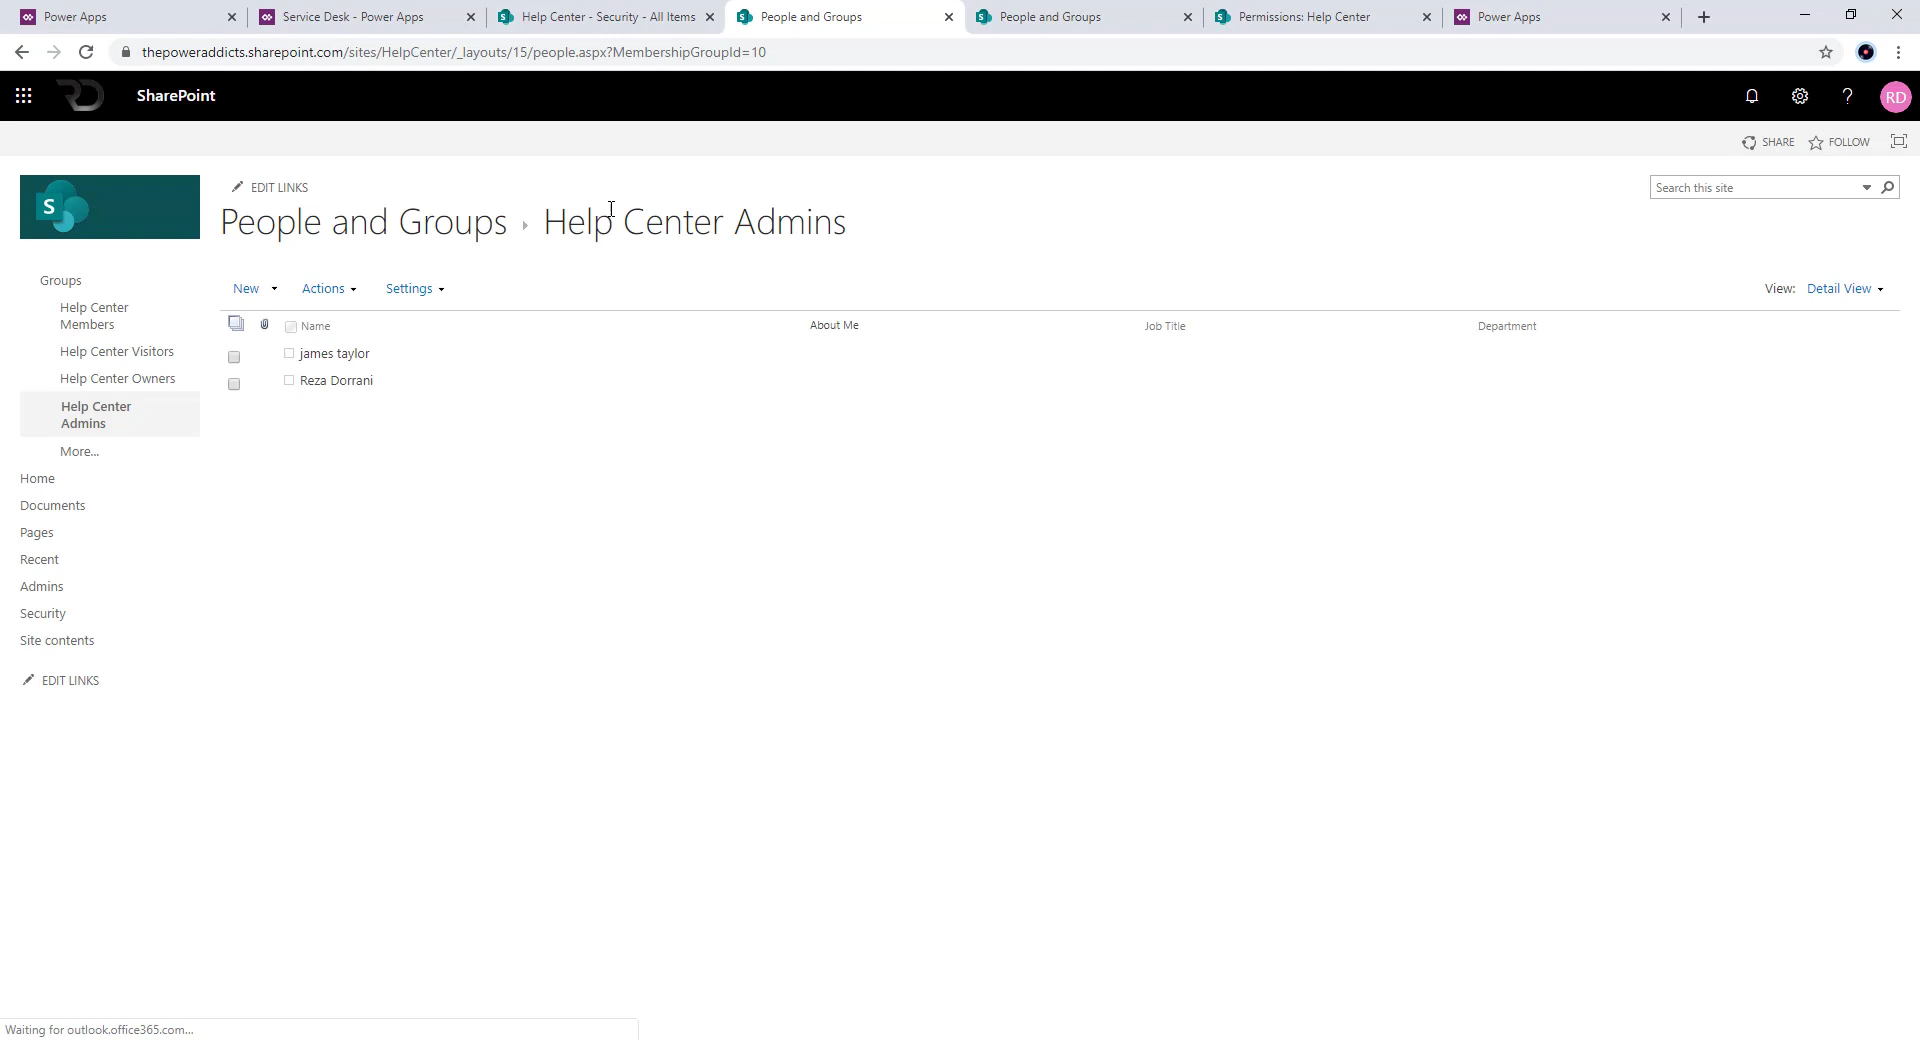 Power Apps
Service Desk - Power Apps
Help Center - Security - All Items
People and Groups
People and Groups
Permissions: Help Center
Power Apps
thepoweraddicts.sharepoint.com/sites/HelpCenter/_layouts/15/people.aspx?MembershipGroupId=10
SharePoint
?
RD
SHARE
FOLLOW
S
EDIT LINKS
Search this site
People and Groups ▸ Help Center Admins
Groups
Help Center
Members
Help Center Visitors
Help Center Owners
Help Center
Admins
More...
Home
Documents
Pages
Recent
Admins
Security
Site contents
EDIT LINKS
New
Actions
Settings
View: Detail View
Name
About Me
Job Title
Department
james taylor
Reza Dorrani
Waiting for outlook.office365.com...